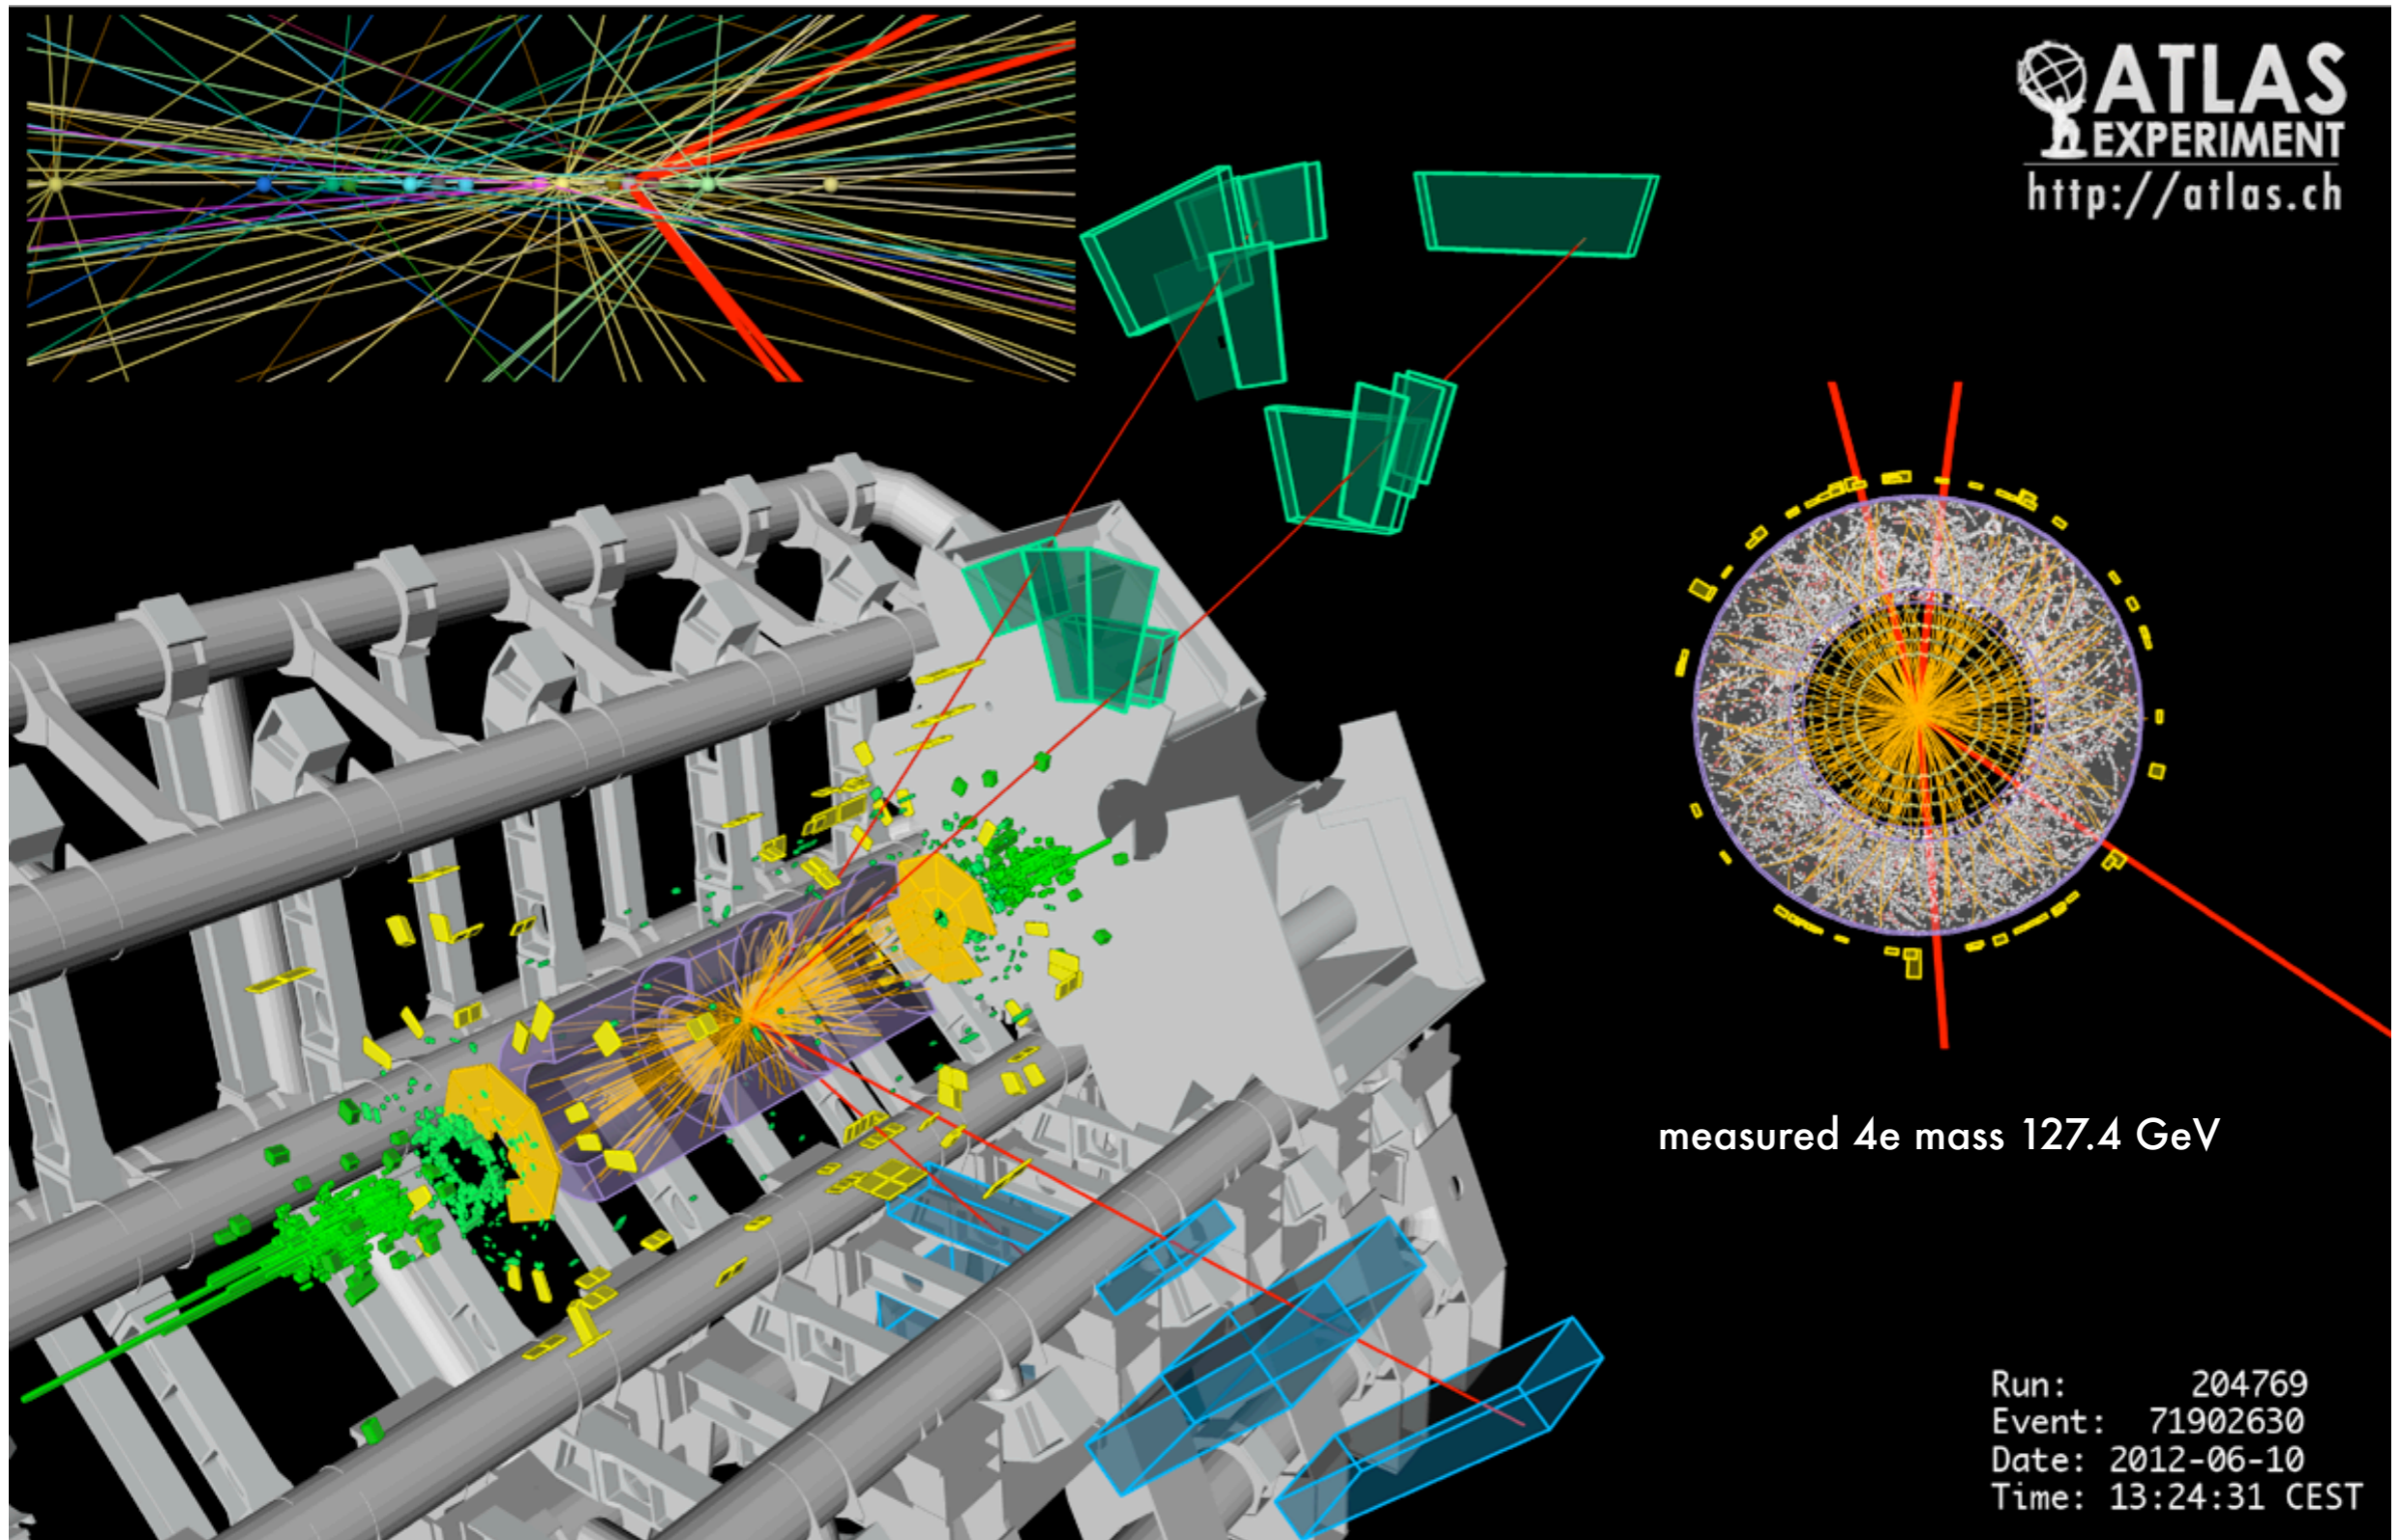 ATLAS
EXPERIMENT
http://atlas.ch
measured 4e mass 127.4 GeV
Run: 204769
Event: 71902630
Date: 2012-06-10
Time: 13:24:31 CEST